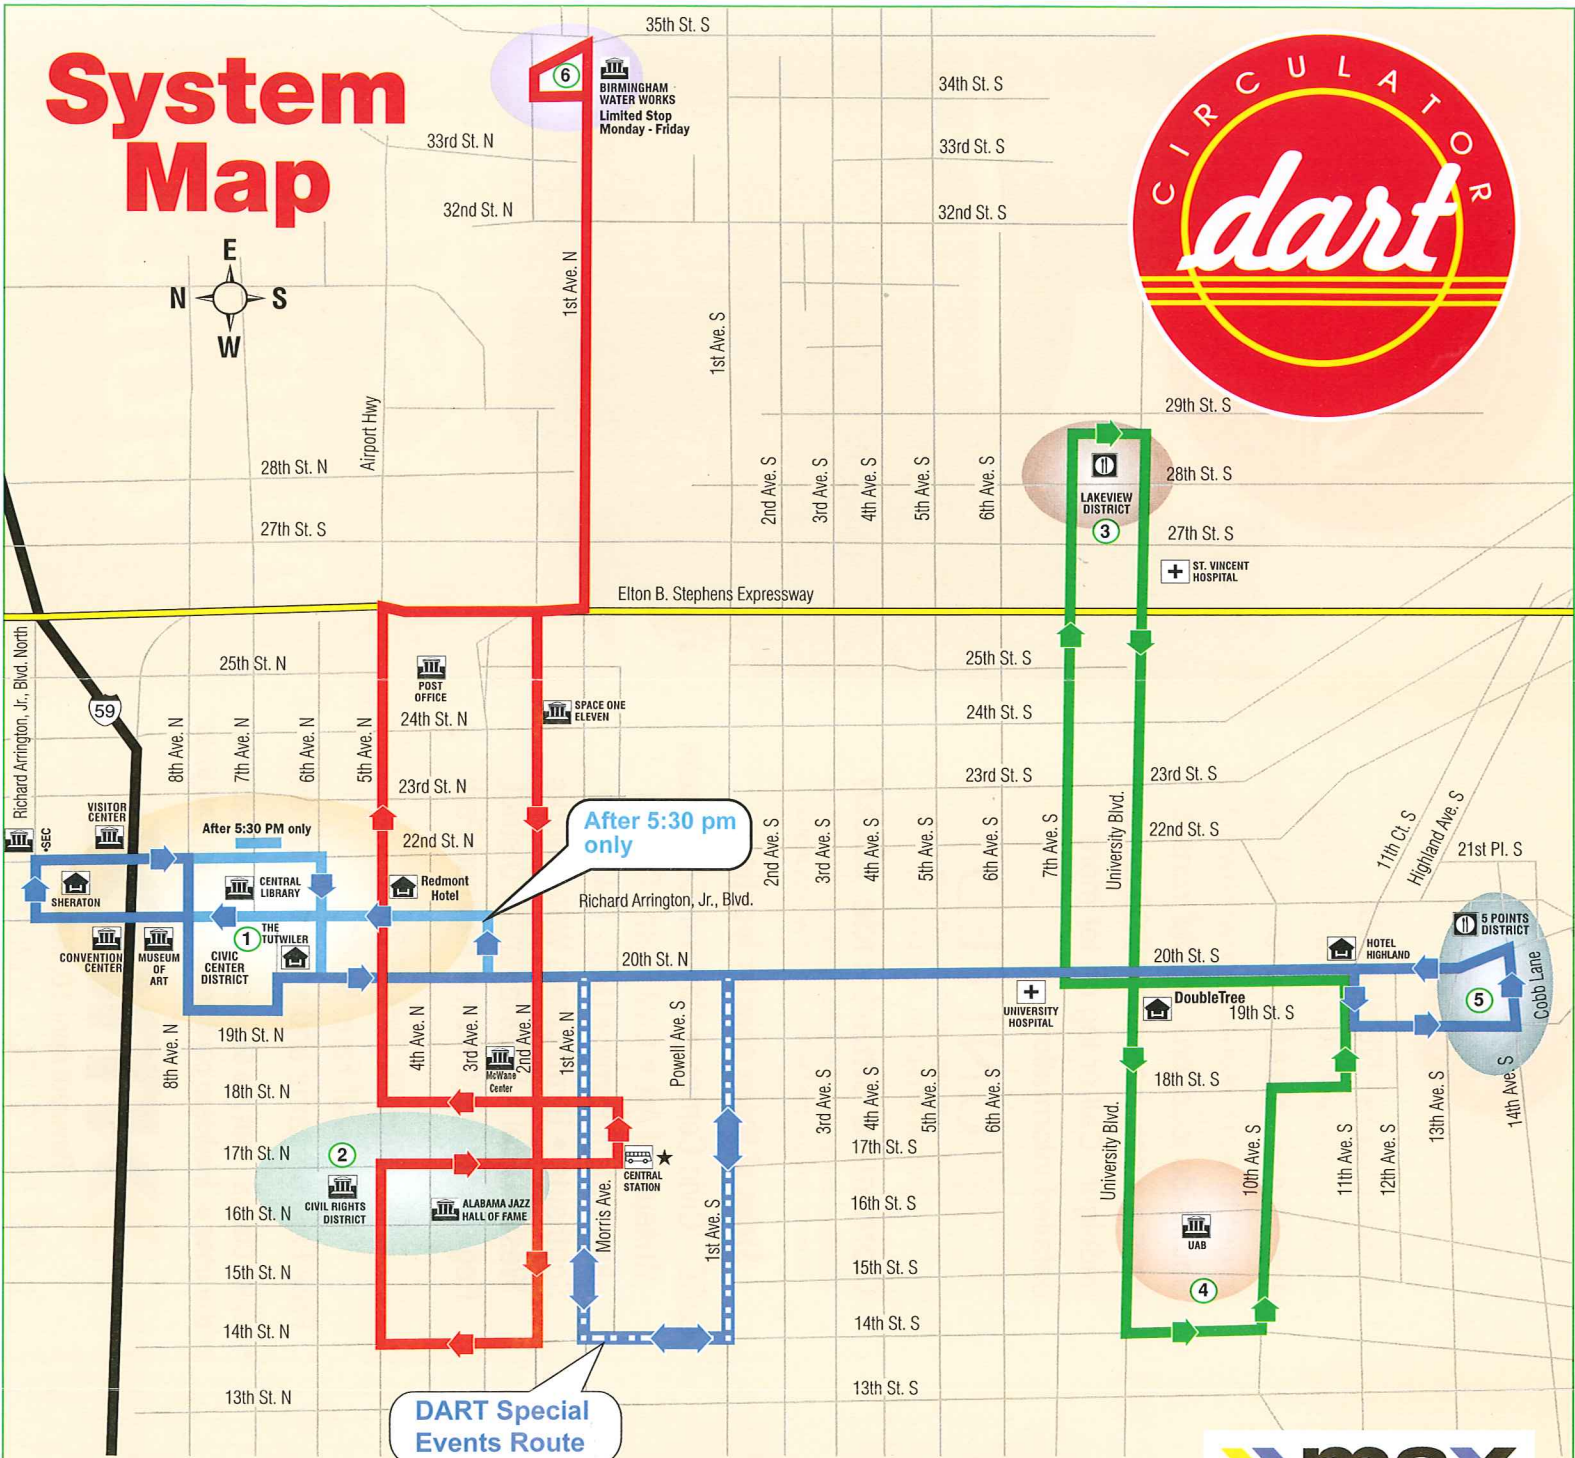 System
Map
E
N
S
W
CIRCULATOR
dart
35th St. S
6
BIRMINGHAM
WATER WORKS
Limited Stop
Monday - Friday
34th St. S
33rd St. N
33rd St. S
32nd St. N
32nd St. S
1st Ave. N
1st Ave. S
Airport Hwy
29th St. S
28th St. N
28th St. S
LAKEVIEW
DISTRICT
3
2nd Ave. S
3rd Ave. S
4th Ave. S
5th Ave. S
6th Ave. S
27th St. S
27th St. S
ST. VINCENT
HOSPITAL
Elton B. Stephens Expressway
Richard Arrington, Jr., Blvd. North
25th St. N
25th St. S
POST
OFFICE
59
24th St. N
24th St. S
SPACE ONE
ELEVEN
8th Ave. N
7th Ave. N
6th Ave. N
5th Ave. N
23rd St. N
23rd St. S
23rd St. S
VISITOR
CENTER
•SEC
After 5:30 PM only
22nd St. N
22nd St. S
After 5:30 pm
only
2nd Ave. S
3rd Ave. S
4th Ave. S
5th Ave. S
6th Ave. S
7th Ave. S
University Blvd.
11th Ct. S
Highland Ave. S
21st Pl. S
SHERATON
CENTRAL
LIBRARY
Redmont
Hotel
Richard Arrington, Jr., Blvd.
1
THE
TUTWILER
CONVENTION
CENTER
MUSEUM
OF
ART
CIVIC
CENTER
DISTRICT
20th St. N
20th St. S
HOTEL
HIGHLAND
5 POINTS
DISTRICT
5
Cobb Lane
UNIVERSITY
HOSPITAL
DoubleTree
19th St. S
19th St. N
8th Ave. N
4th Ave. N
3rd Ave. N
2nd Ave. N
1st Ave. N
Powell Ave. S
McWane
Center
18th St. N
18th St. S
3rd Ave. S
4th Ave. S
5th Ave. S
6th Ave. S
University Blvd.
10th Ave. S
11th Ave. S
12th Ave. S
13th Ave. S
14th Ave. S
17th St. N
2
17th St. S
CENTRAL
STATION
CIVIL RIGHTS
DISTRICT
ALABAMA JAZZ
HALL OF FAME
16th St. N
16th St. S
Morris Ave.
1st Ave. S
UAB
4
15th St. N
15th St. S
14th St. N
14th St. S
13th St. N
13th St. S
DART Special
Events Route